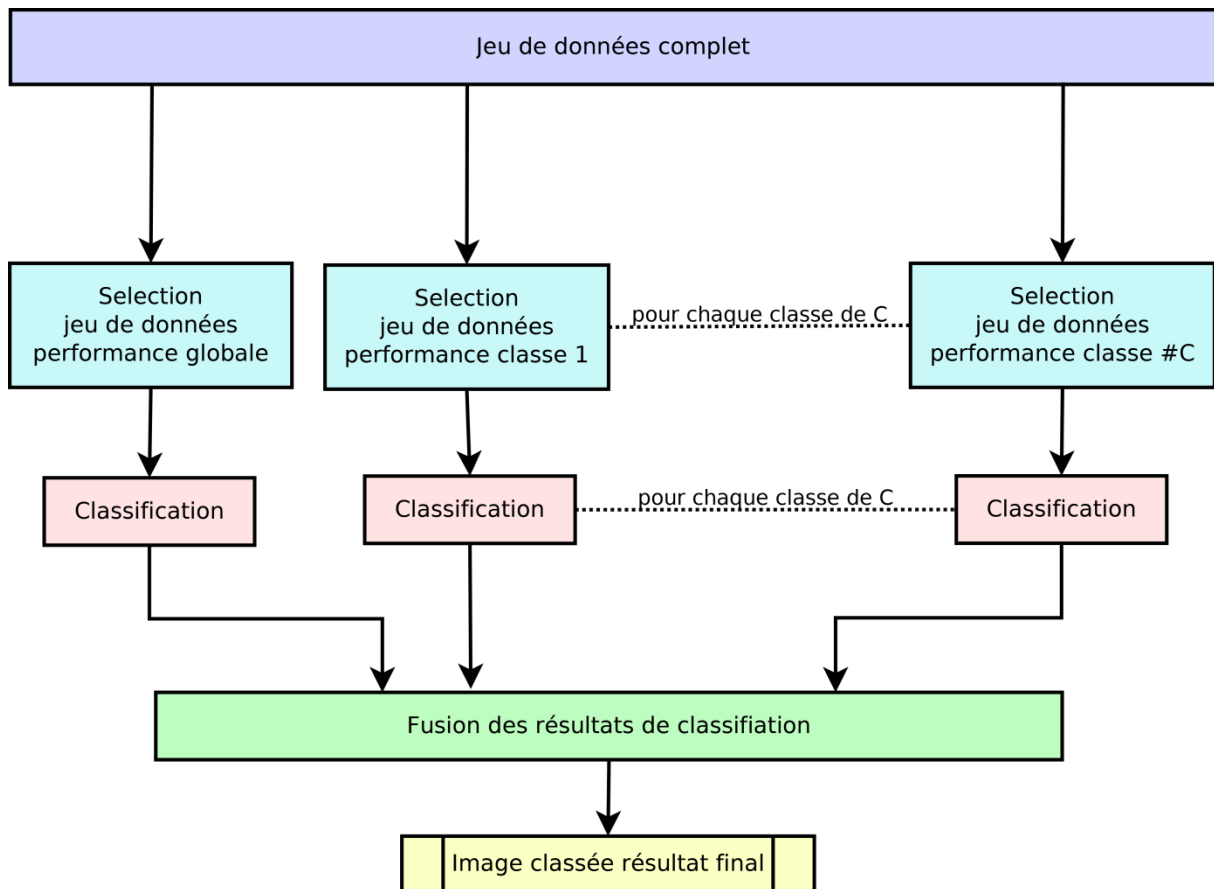 Jeu de données complet
Selection
jeu de données
performance globale
Selection
jeu de données
performance classe 1
pour chaque classe de C
Selection
jeu de données
performance classe #C
Classification
Classification
pour chaque classe de C
Classification
Fusion des résultats de classifiation
Image classée résultat final